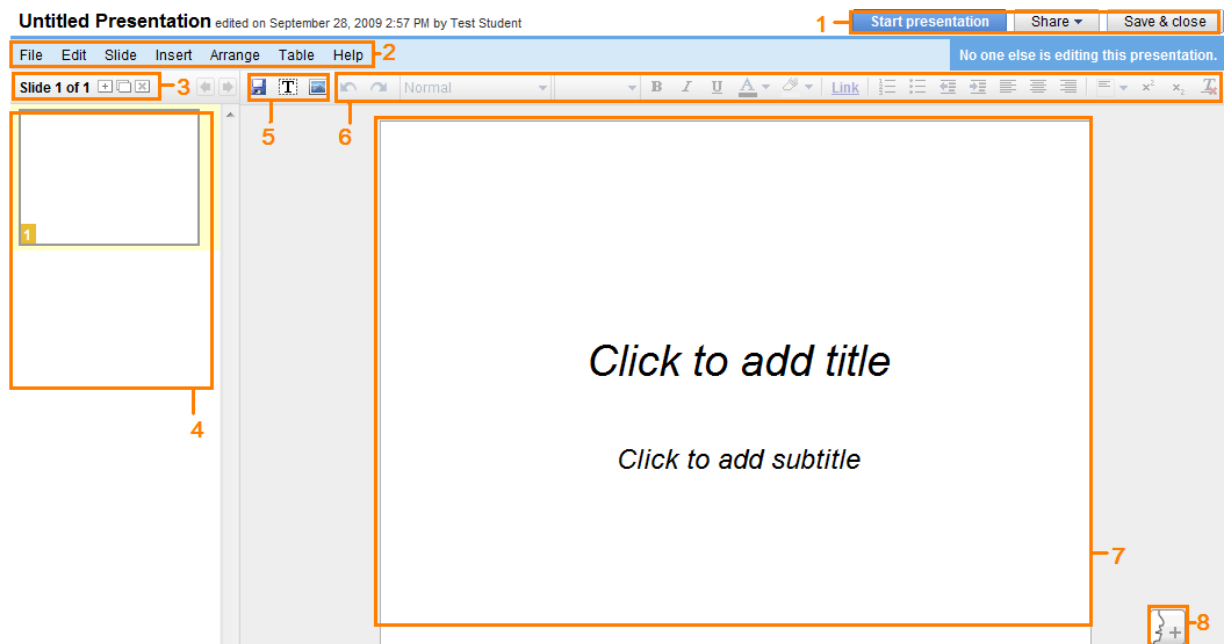 Untitled Presentation edited on September 28, 2009 2:57 PM by Test Student
1 Start presentation Share Save & close
File Edit Slide Insert Arrange Table Help 2
No one else is editing this presentation.
Slide 1 of 1 3
T Normal B I U A Link x² x₂ T
5 6
1
4
Click to add title
Click to add subtitle
7
8